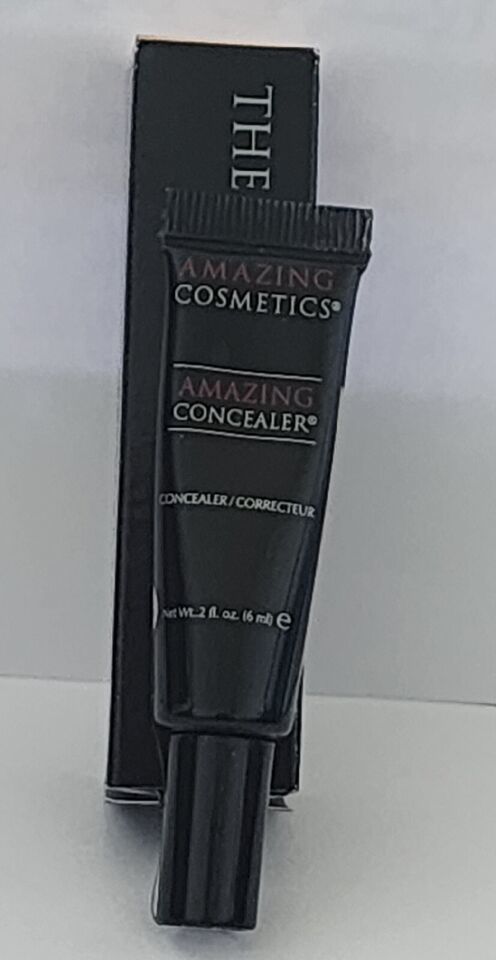 THE
AMAZING
COSMETICS®
AMAZING
CONCEALER®
CONCEALER/CORRECTEUR
Net Wt. .2 fl. oz. (6 ml) e